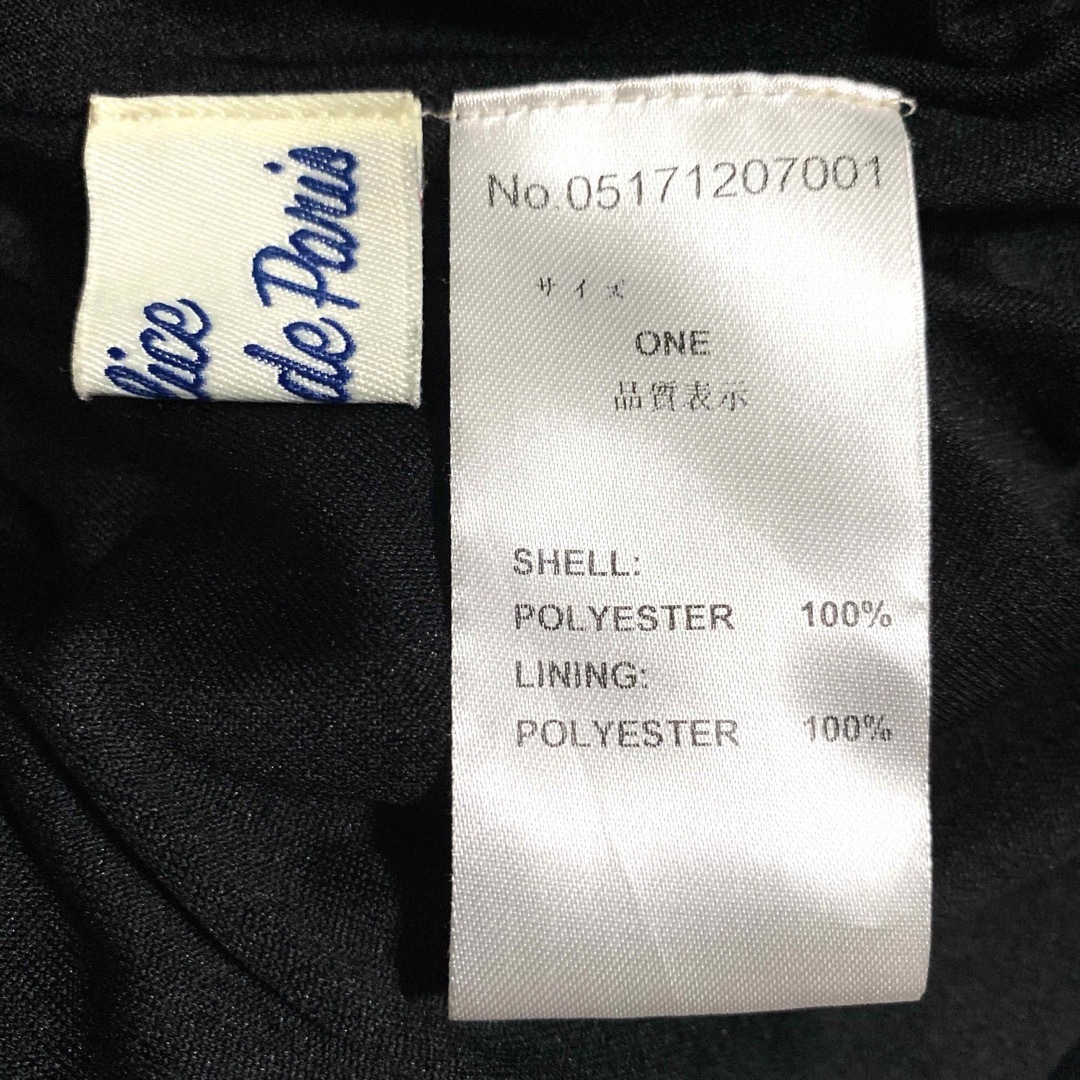 lice
de Paris
No.05171207001
サイズ
ONE
品質表示
SHELL:
POLYESTER 100%
LINING:
POLYESTER 100%